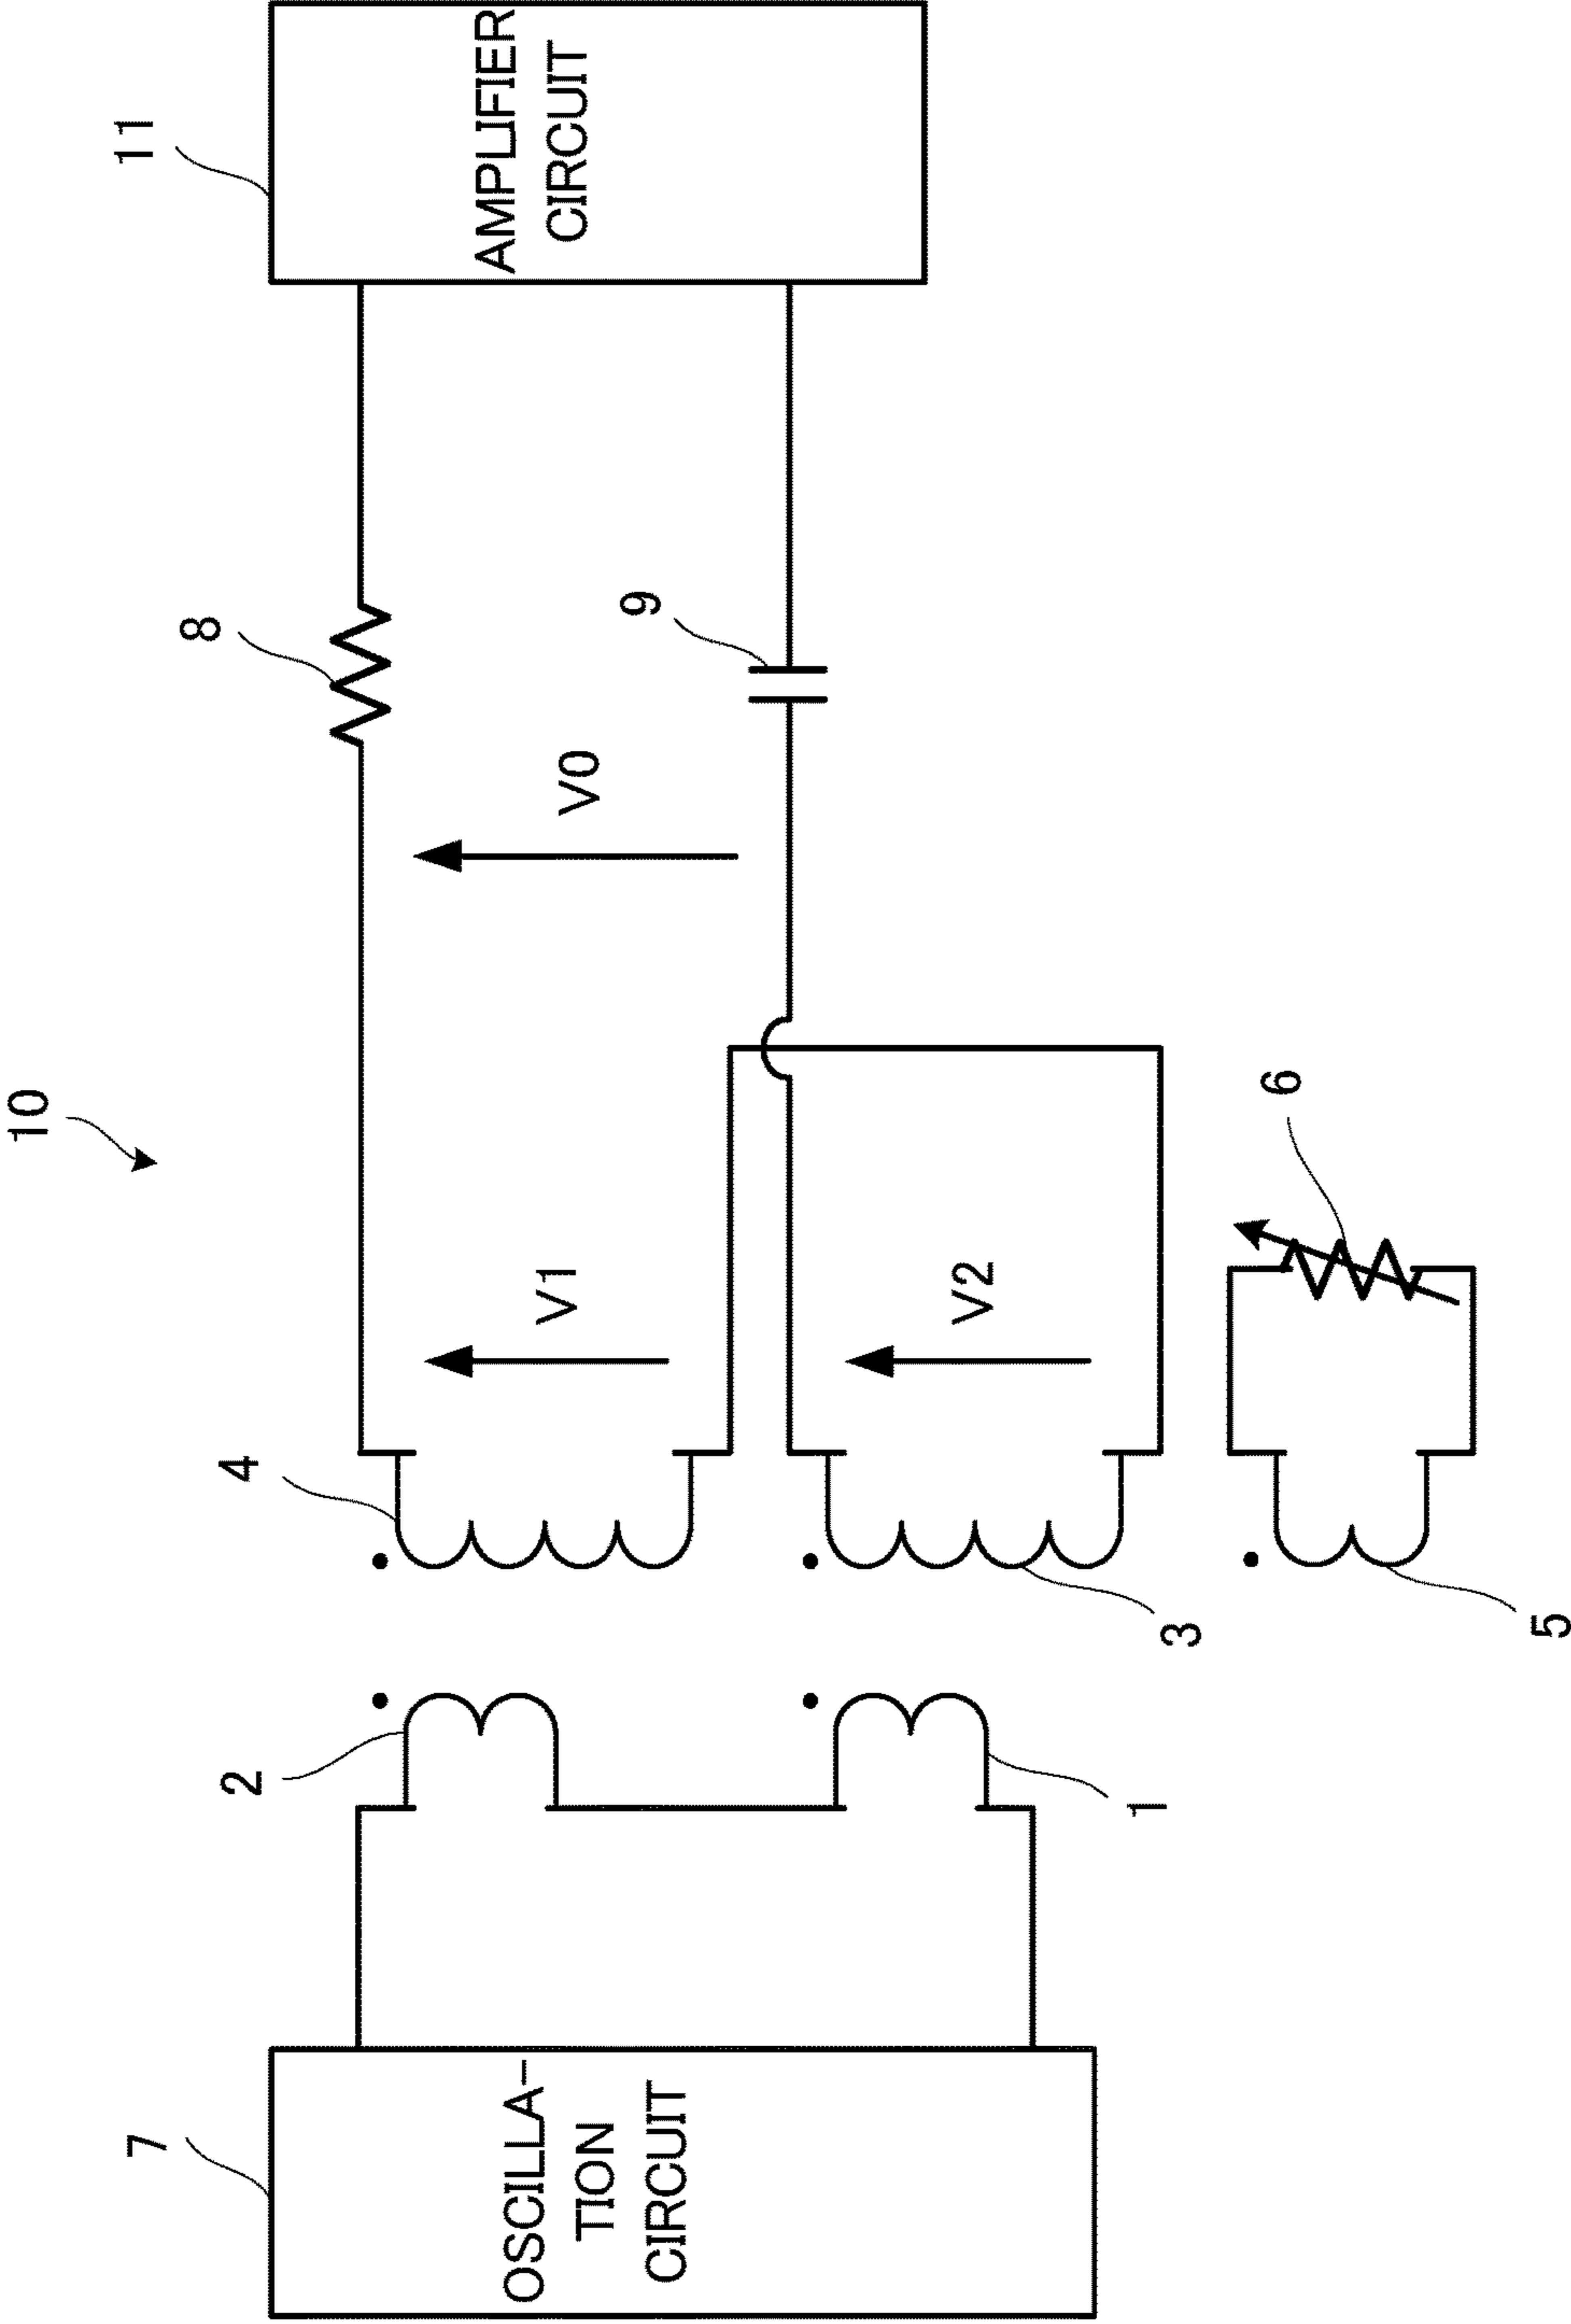 10
7
OSCILLA-
TION
CIRCUIT
2
1
4
3
5
V1
V2
6
V0
8
9
11
AMPLIFIER
CIRCUIT